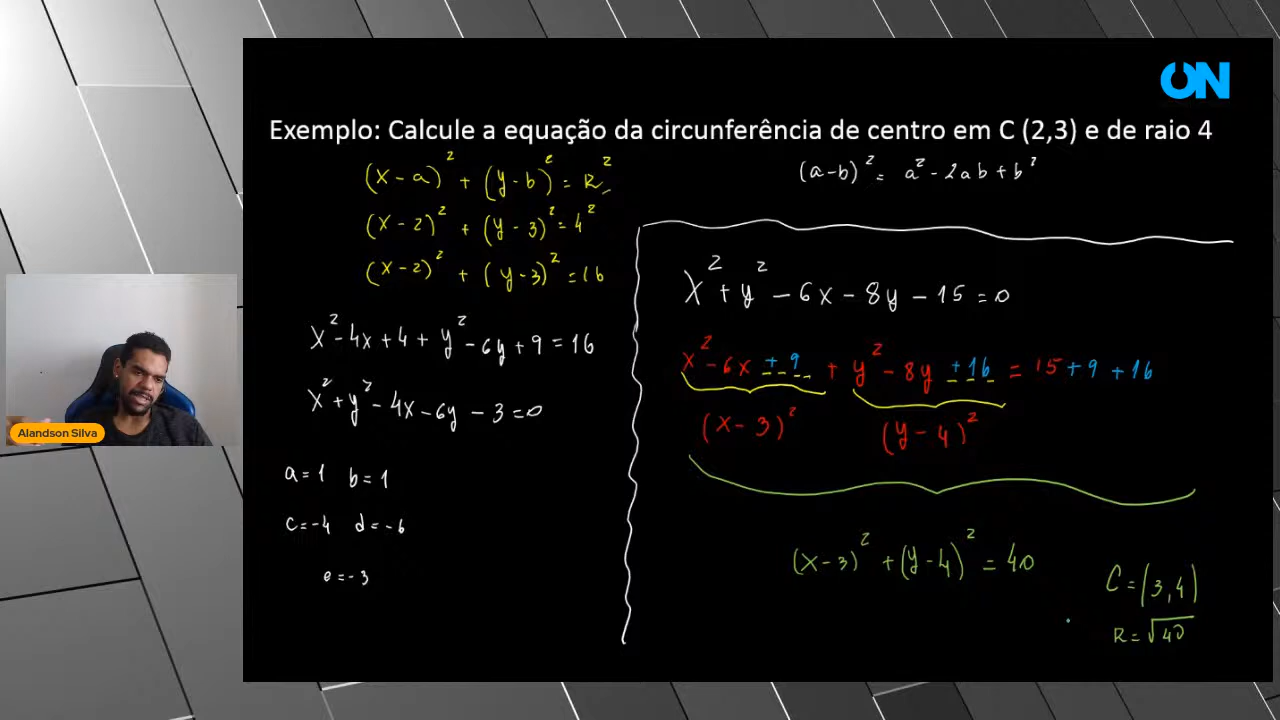 ON
Exemplo: Calcule a equação da circunferência de centro em C (2,3) e de raio 4
(x-a)² + (y-b)² = R²
(x-2)² + (y-3)² = 4²
(x-2)² + (y-3)² = 16
x² - 4x + 4 + y² - 6y + 9 = 16
x² + y² - 4x - 6y - 3 = 0
a = 1 b = 1
c = -4 d = -6
e = -3
(a-b)² = a² - 2ab + b²
x² + y² - 6x - 8y - 15 = 0
x² - 6x + 9 + y² - 8y + 16 = 15 + 9 + 16
(x-3)² (y-4)²
(x-3)² + (y-4)² = 40
C = (3,4)
R = √40
Alandson Silva